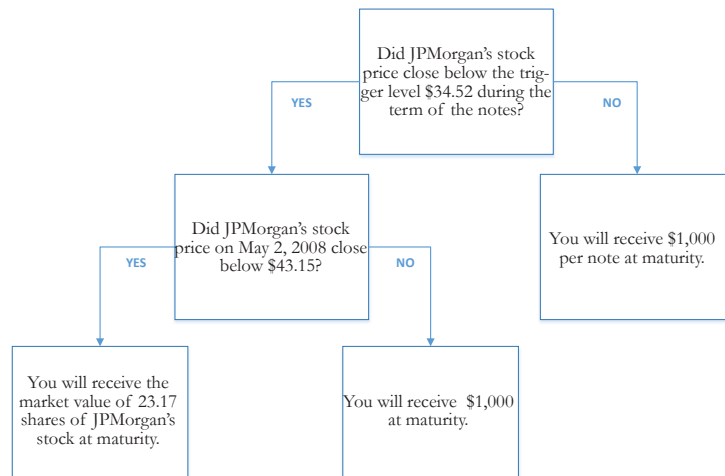 Did JPMorgan's stock
price close below the trig-
ger level $34.52 during the
term of the notes?
YES
NO
Did JPMorgan's stock
price on May 2, 2008 close
below $43.15?
You will receive $1,000
per note at maturity.
YES
NO
You will receive the
market value of 23.17
shares of JPMorgan's
stock at maturity.
You will receive $1,000
at maturity.